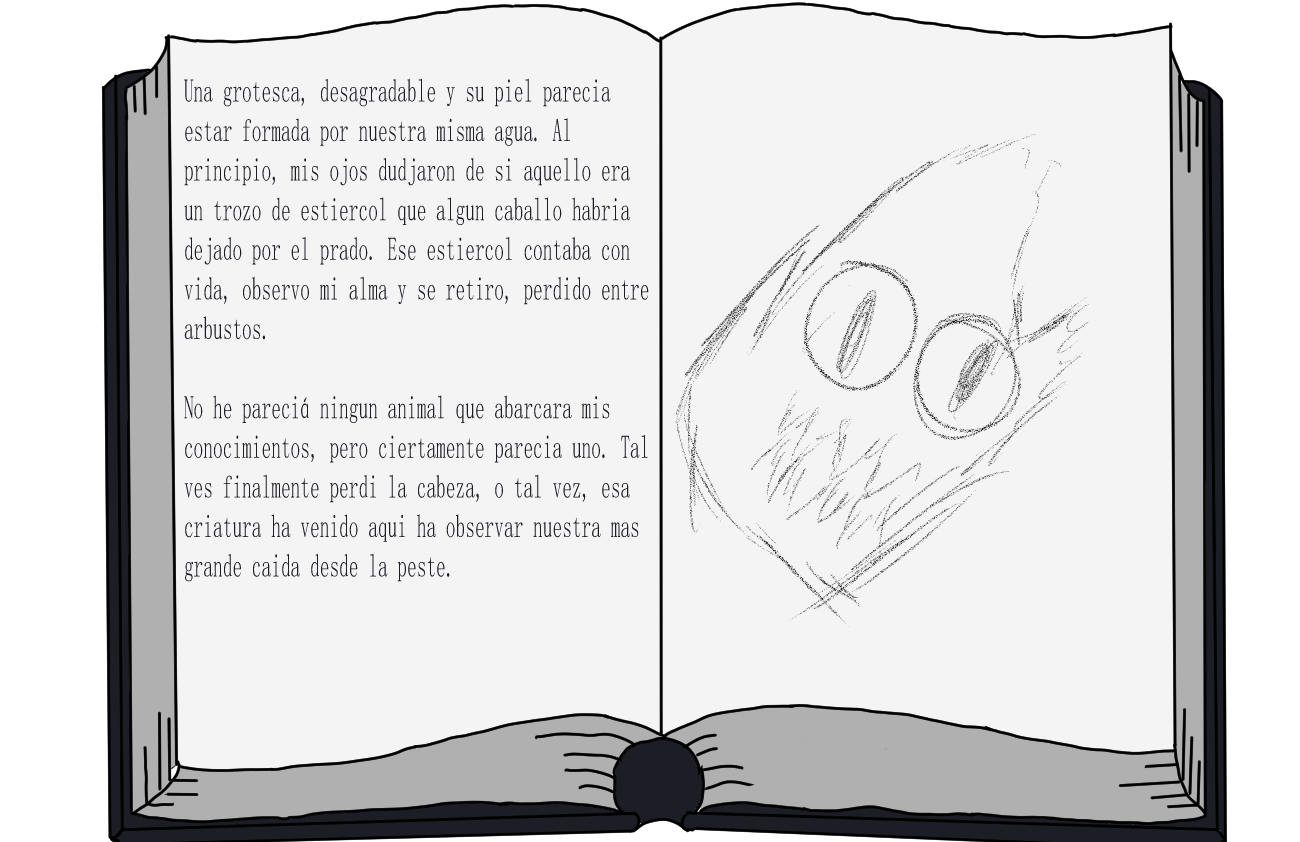 Una grotesca, desagradable y su piel parecia
estar formada por nuestra misma agua. Al
principio, mis ojos dudjaron de si aquello era
un trozo de estiercol que algun caballo habria
dejado por el prado. Ese estiercol contaba con
vida, observo mi alma y se retiro, perdido entre
arbustos.
No he pareciá ningun animal que abarcara mis
conocimientos, pero ciertamente parecia uno. Tal
ves finalmente perdi la cabeza, o tal vez, esa
criatura ha venido aqui ha observar nuestra mas
grande caida desde la peste.